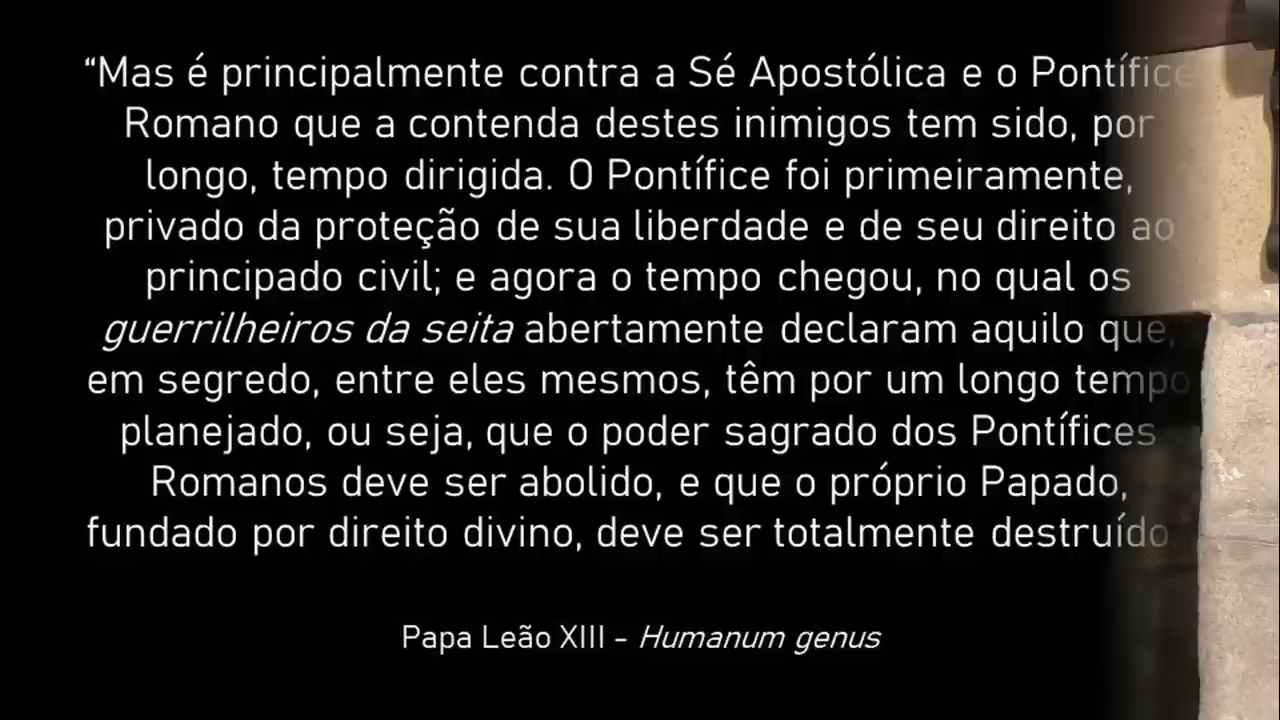 “Mas é principalmente contra a Sé Apostólica e o Pontífice
Romano que a contenda destes inimigos tem sido, por
longo, tempo dirigida. O Pontífice foi primeiramente,
privado da proteção de sua liberdade e de seu direito ao
principado civil; e agora o tempo chegou, no qual os
guerrilheiros da seita abertamente declaram aquilo que,
em segredo, entre eles mesmos, têm por um longo tempo
planejado, ou seja, que o poder sagrado dos Pontífices
Romanos deve ser abolido, e que o próprio Papado,
fundado por direito divino, deve ser totalmente destruído.
Papa Leão XIII - Humanum genus